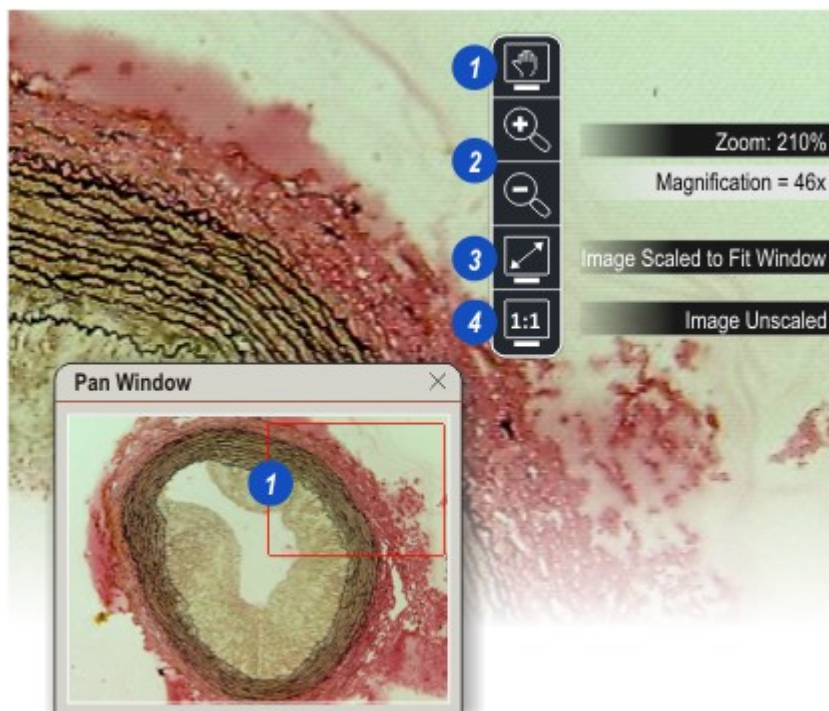 1
2
Zoom: 210%
Magnification = 46x
3
Image Scaled to Fit Window
4
1:1
Image Unscaled
Pan Window
1